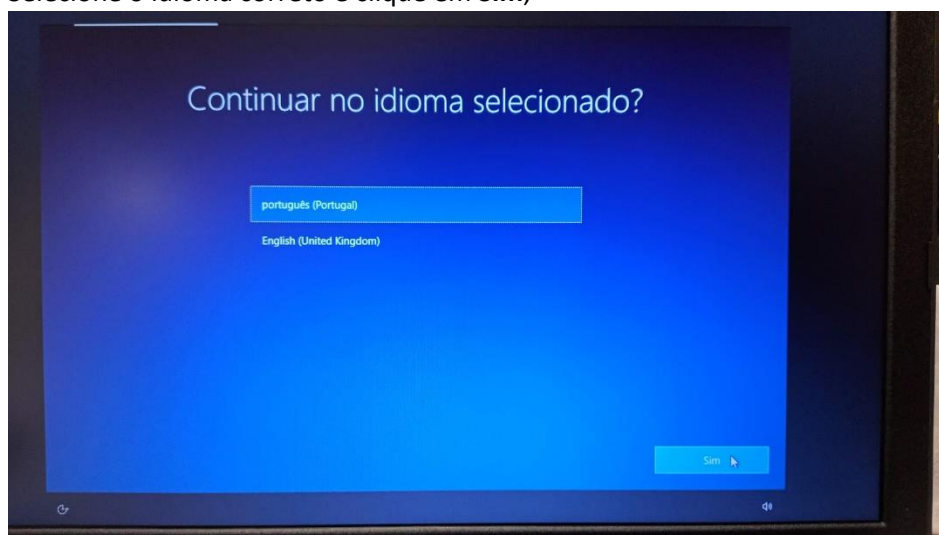 Continuar no idioma selecionado?
português (Portugal)
English (United Kingdom)
Sim